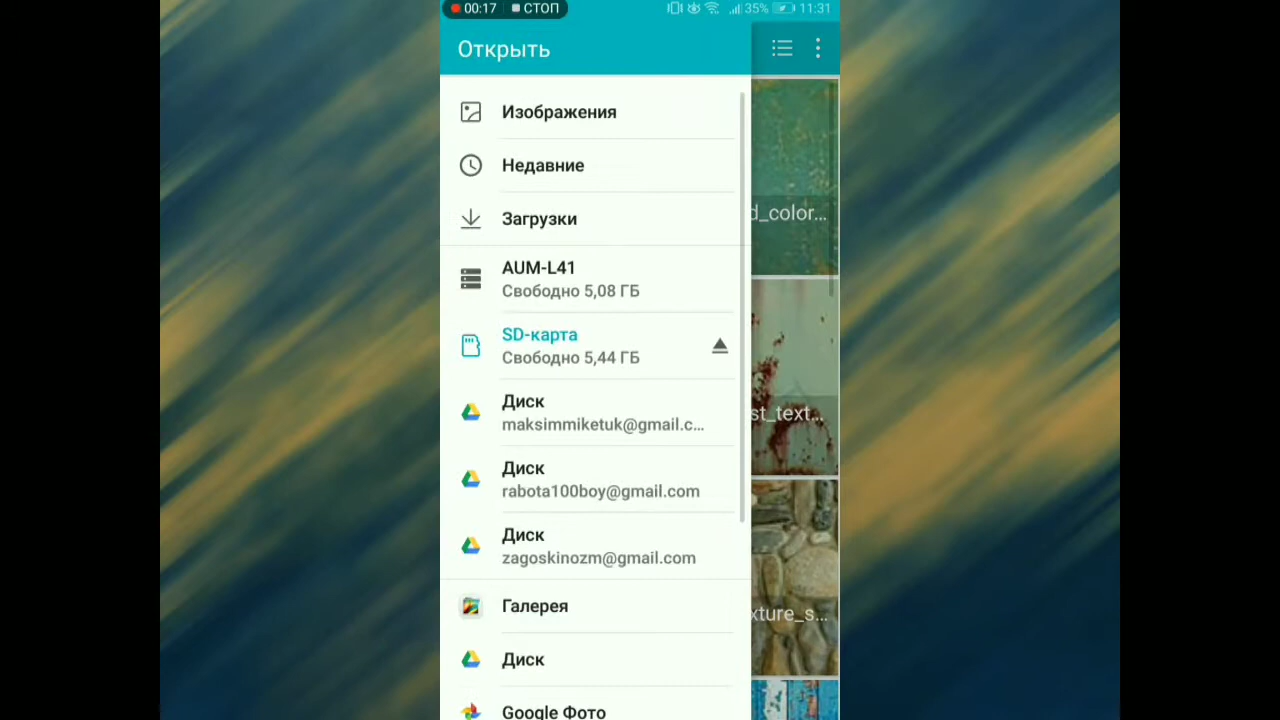 00:17 СТОП 35% 11:31
Открыть
Изображения
Недавние
Загрузки
d_color...
AUM-L41
Свободно 5,08 ГБ
SD-карта
Свободно 5,44 ГБ
Диск
maksimmiketuk@gmail.c...
st_text...
Диск
rabota100boy@gmail.com
Диск
zagoskinozm@gmail.com
Галерея
xture_s...
Диск
Google Фото